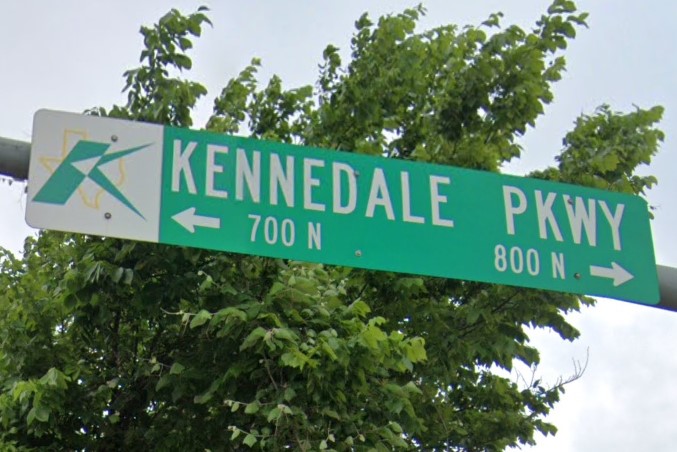 KENNEDALE PKWY
← 700 N 800 N →